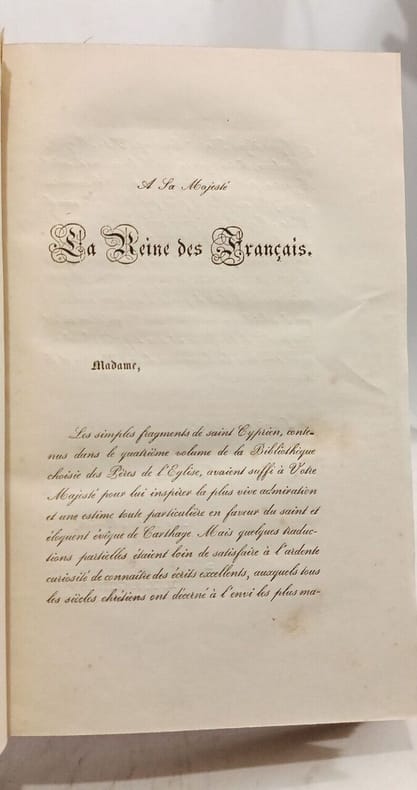 A Sa Majesté
La Reine des Français.
Madame,
Les simples fragments de saint Cyprien, conte-
nus dans le quatrième volume de la Bibliothèque
choisie des Pères de l'Eglise, avaient suffi à Votre
Majesté pour lui inspirer la plus vive admiration
et une estime toute particulière en faveur du saint et
éloquent évêque de Carthage. Mais quelques traduc-
tions partielles étaient loin de satisfaire à l'ardente
curiosité de connaître des écrits excellents, auxquels tous
les siècles chrétiens ont décerné à l'envi les plus ma-